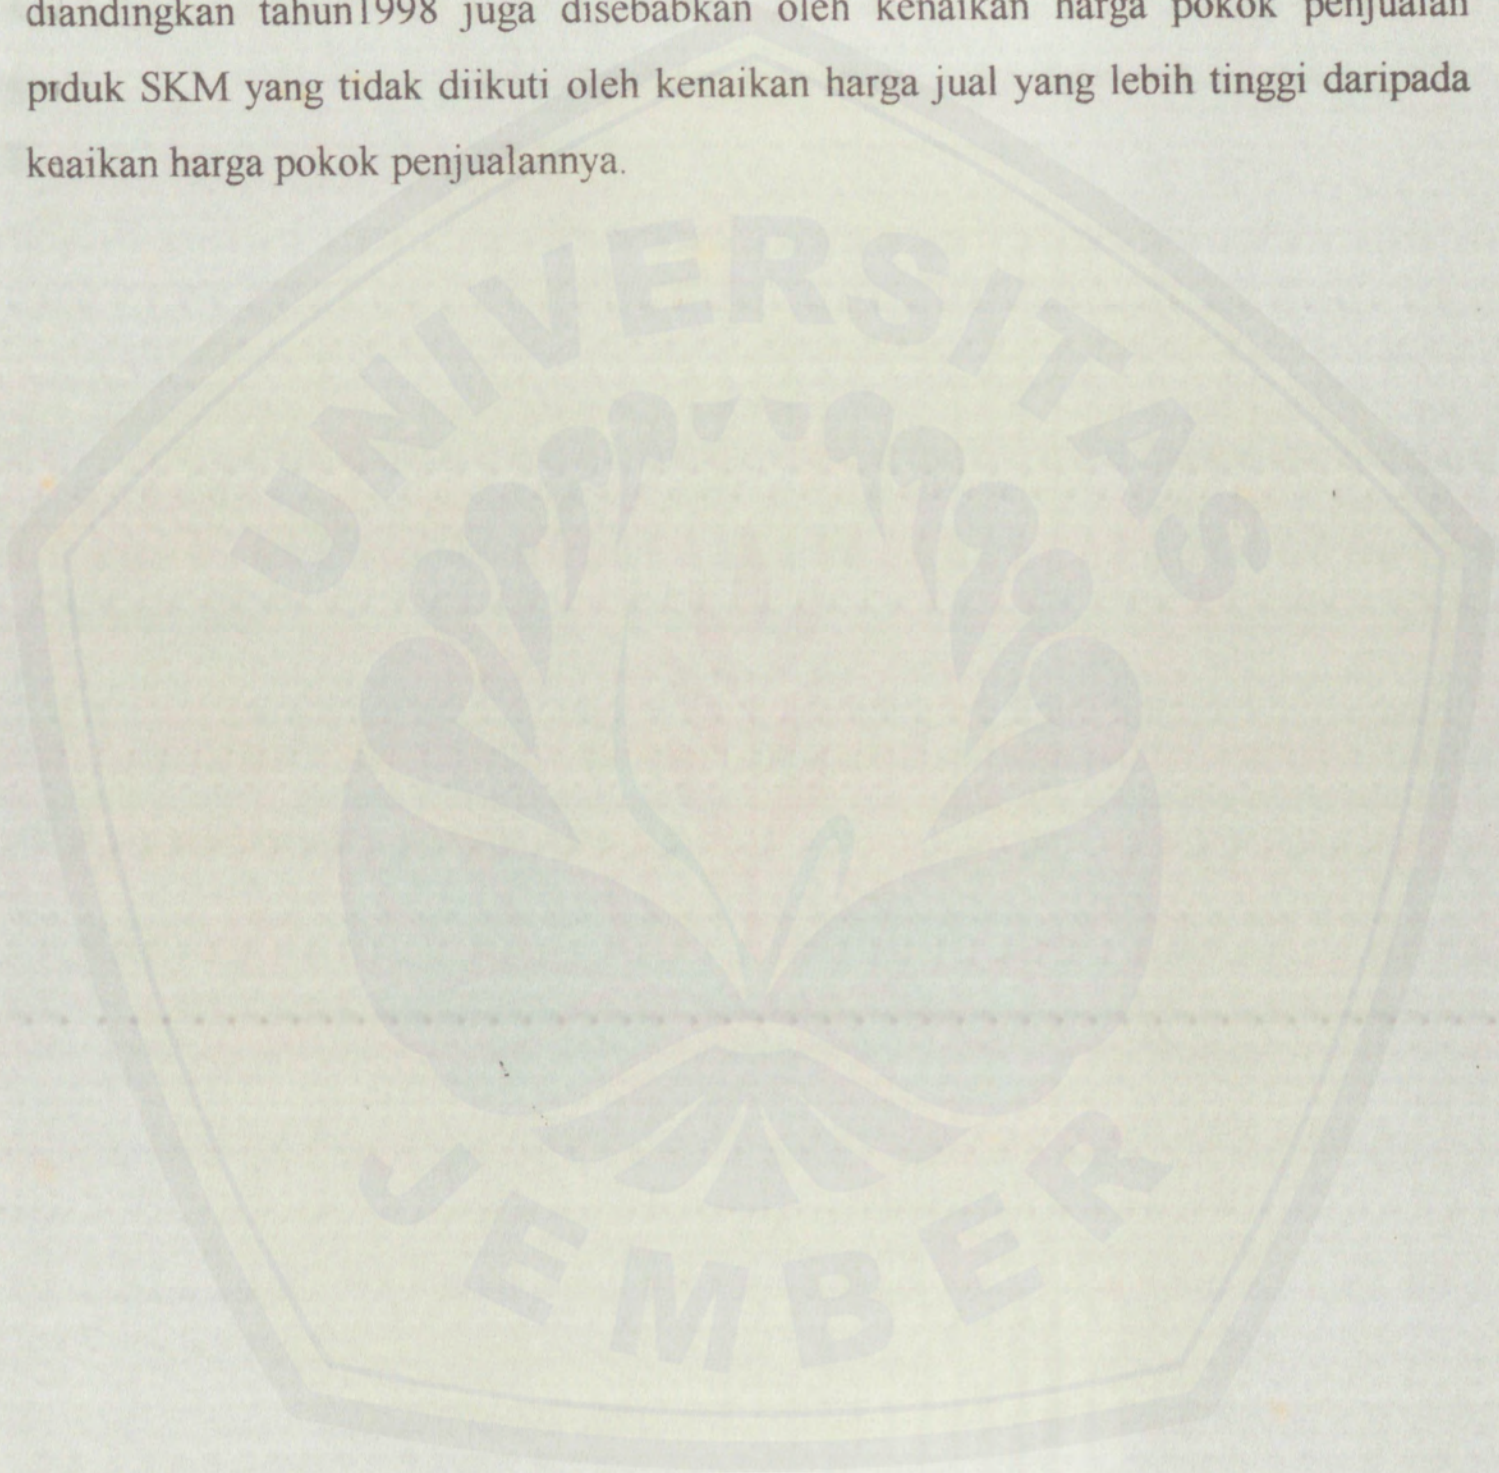 diandingkan tahun1998 juga disebabkan oleh kenaikan harga pokok penjualan
prduk SKM yang tidak diikuti oleh kenaikan harga jual yang lebih tinggi daripada
keaikan harga pokok penjualannya.
UNIVERSITAS
JEMBER